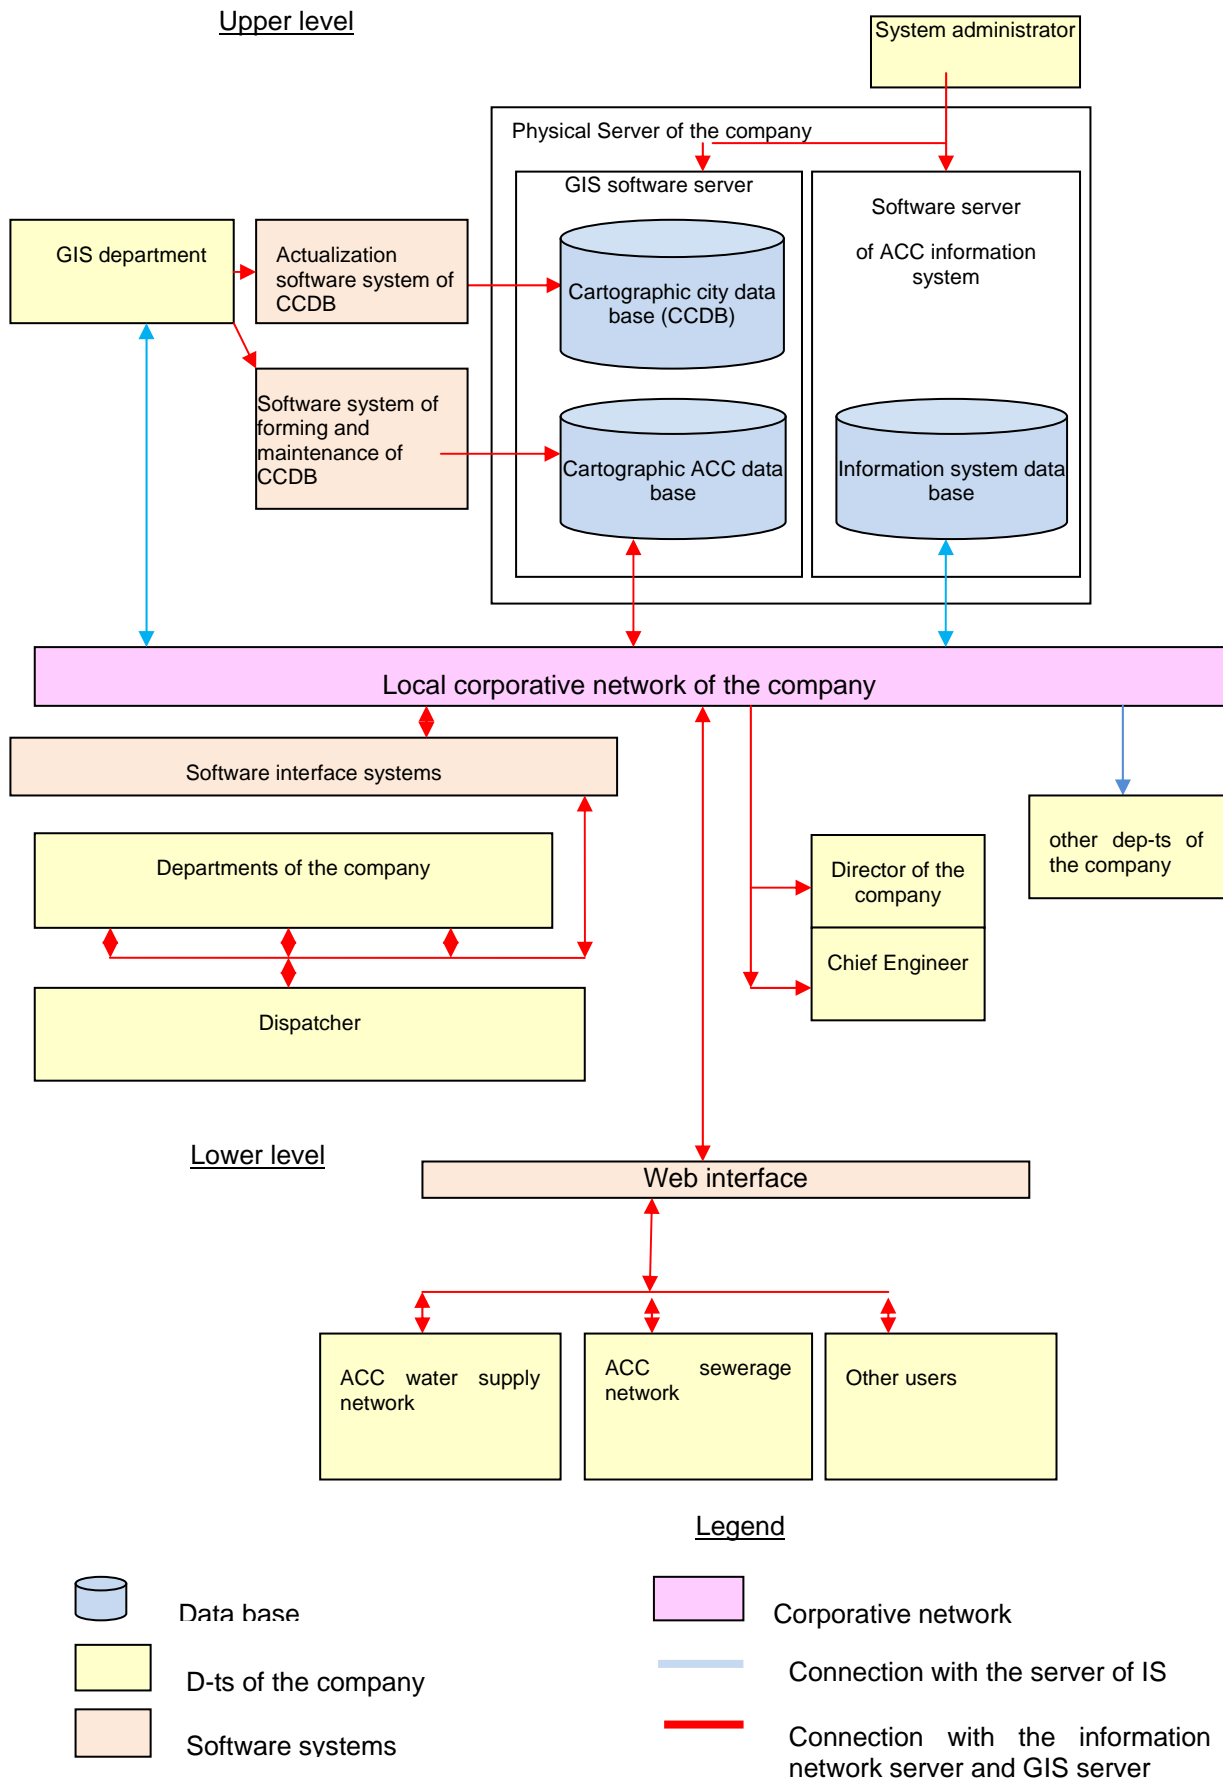 Upper level
System administrator
Physical Server of the company
GIS software server
Software server
of ACC information
system
GIS department
Actualization
software system of
CCDB
Cartographic city data
base (CCDB)
Software system of
forming and
maintenance of
CCDB
Cartographic ACC data
base
Information system data
base
Local corporative network of the company
Software interface systems
Departments of the company
Director of the
company
other dep-ts of
the company
Chief Engineer
Dispatcher
Lower level
Web interface
ACC water supply
network
ACC sewerage
network
Other users
Legend
Data base
Corporative network
D-ts of the company
Connection with the server of IS
Software systems
Connection with the information
network server and GIS server